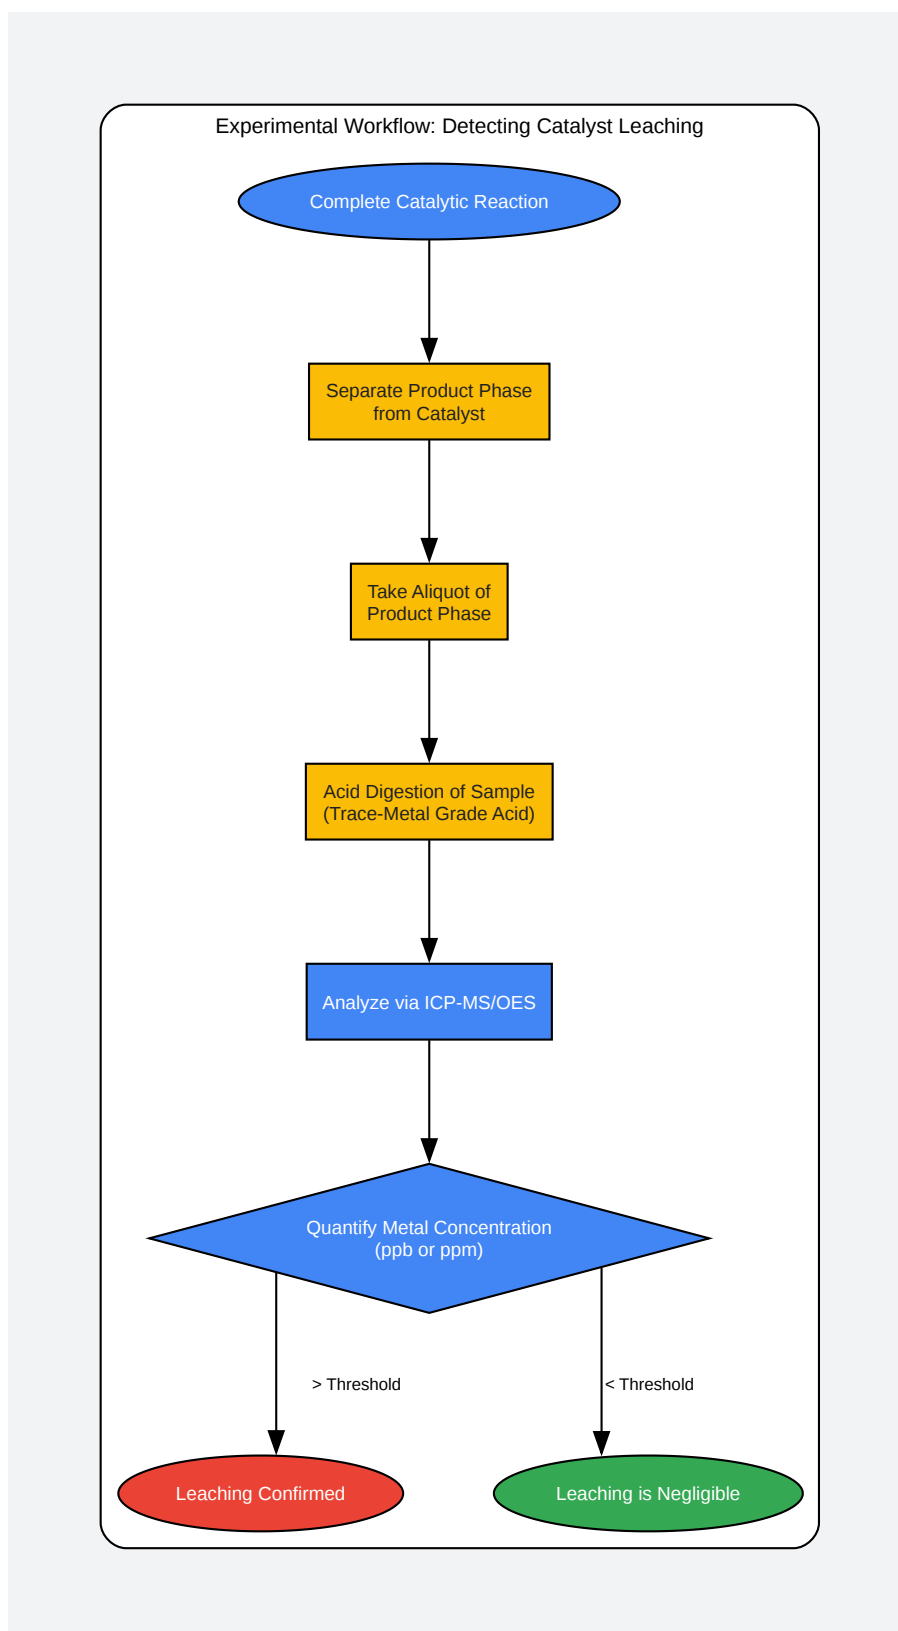 Experimental Workflow: Detecting Catalyst Leaching
Complete Catalytic Reaction
Separate Product Phase
from Catalyst
Take Aliquot of
Product Phase
Acid Digestion of Sample
(Trace-Metal Grade Acid)
Analyze via ICP-MS/OES
Quantify Metal Concentration
(ppb or ppm)
> Threshold
< Threshold
Leaching Confirmed
Leaching is Negligible